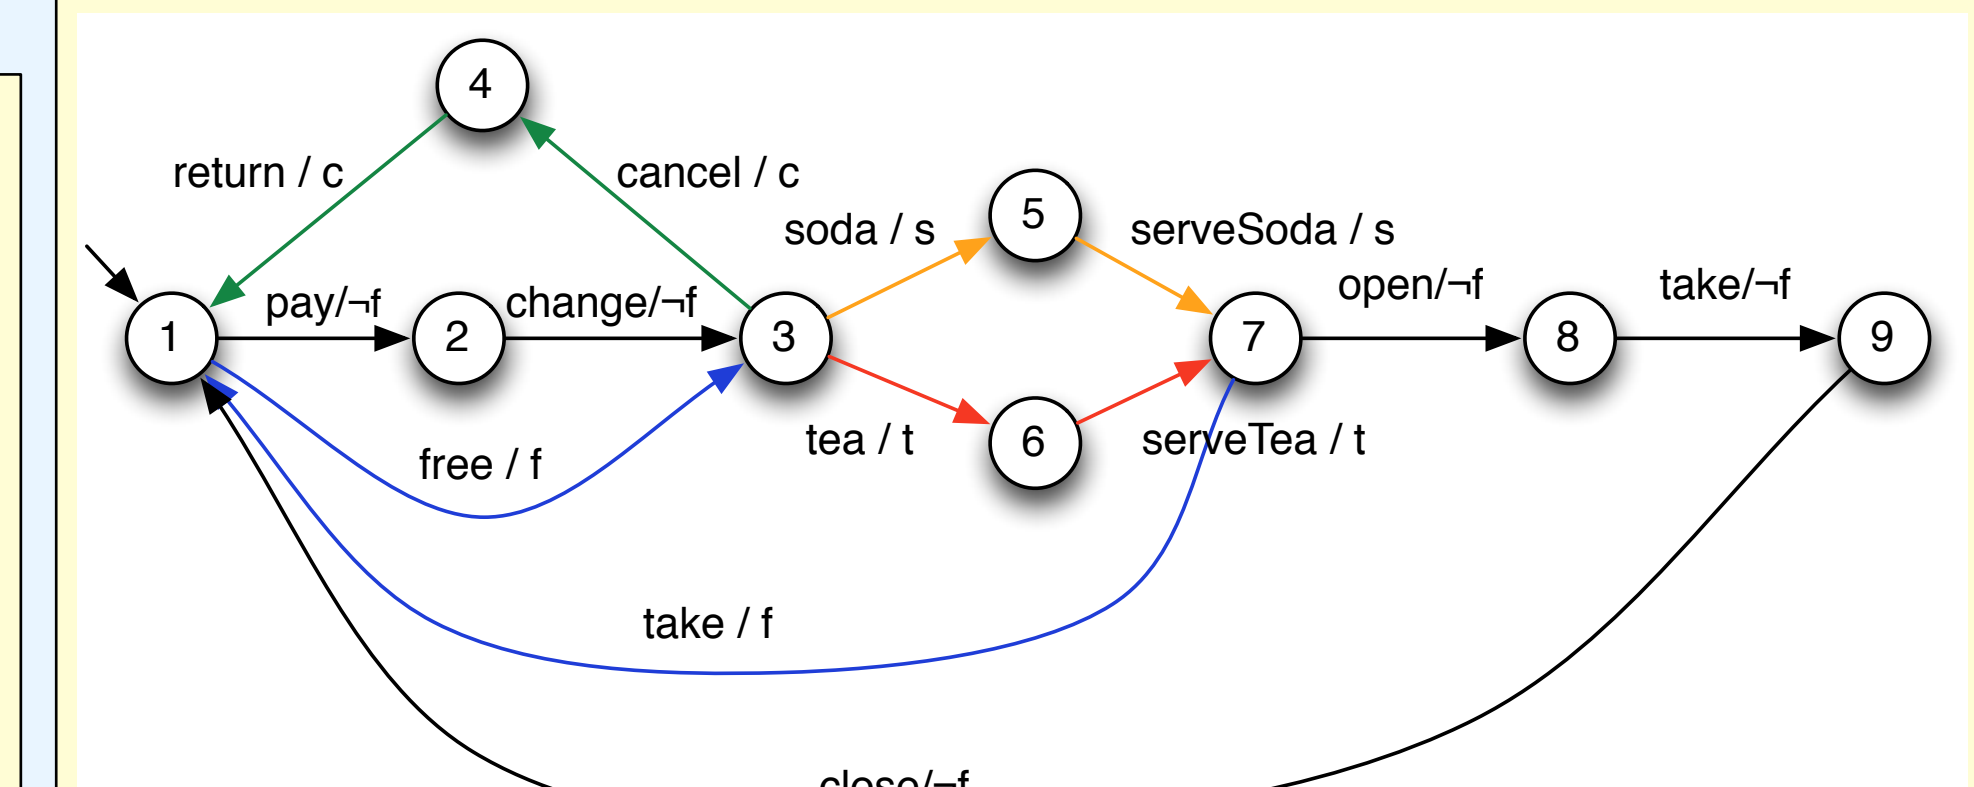 4
return / c
cancel / c
soda / s
5
serveSoda / s
pay/¬f
change/¬f
open/¬f
take/¬f
1
2
3
7
8
9
free / f
tea / t
6
serveTea / t
take / f
close/¬f